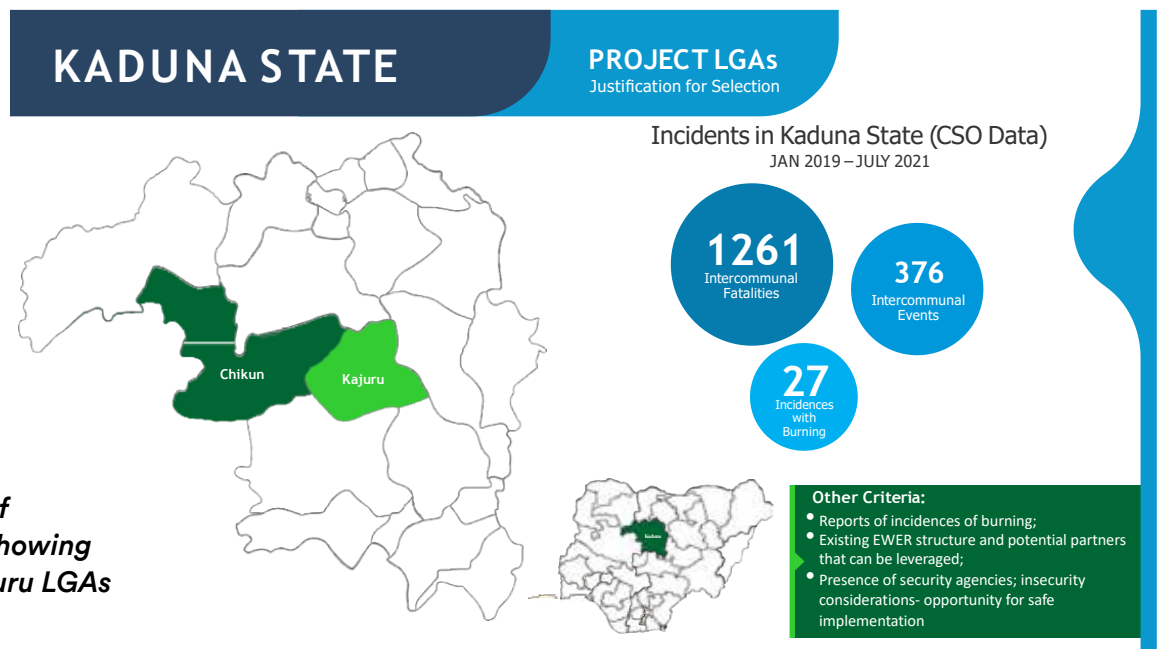 KADUNA STATE
PROJECT LGAs
Justification for Selection
Incidents in Kaduna State (CSO Data)
JAN 2019 – JULY 2021
1261
Intercommunal
Fatalities
376
Intercommunal
Events
27
Incidences
with
Burning
Chikun
Kajuru
f
howing
uru LGAs
Kaduna
Other Criteria:
• Reports of incidences of burning;
• Existing EWER structure and potential partners
that can be leveraged;
• Presence of security agencies; insecurity
considerations- opportunity for safe
implementation